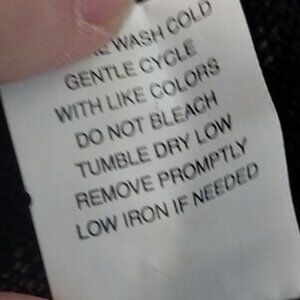 WASH COLD
GENTLE CYCLE
WITH LIKE COLORS
DO NOT BLEACH
TUMBLE DRY LOW
REMOVE PROMPTLY
LOW IRON IF NEEDED